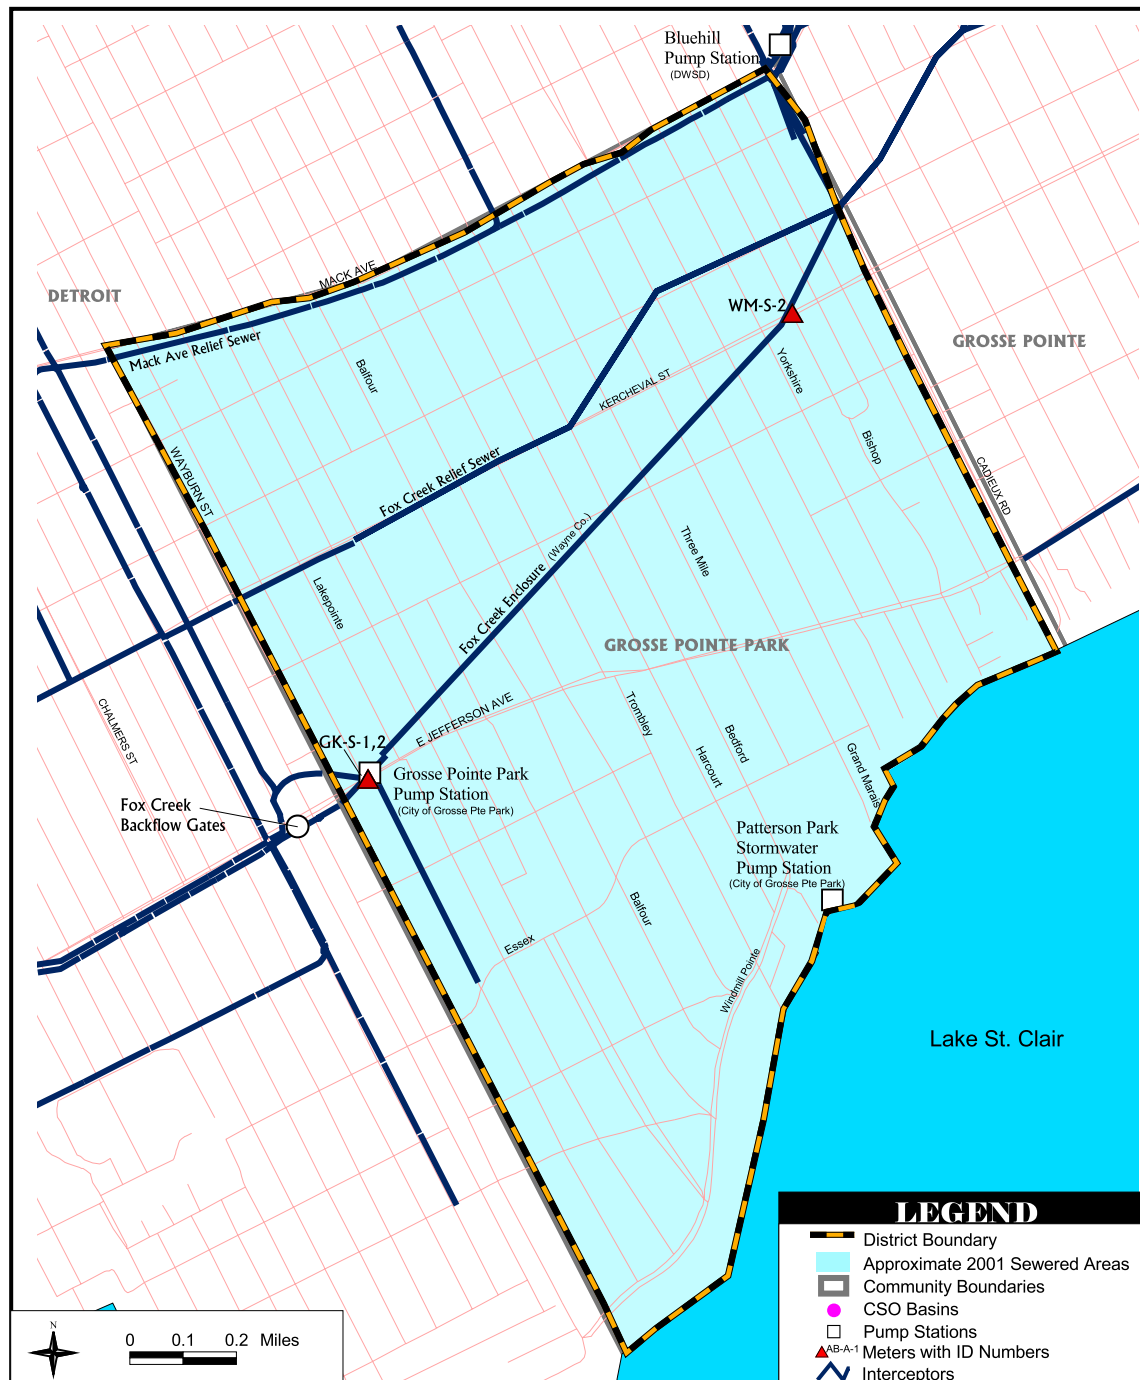 Bluehill
Pump Station
(DWSD)
MACK AVE
DETROIT
Mack Ave Relief Sewer
WM-S-2
GROSSE POINTE
Balfour
Yorkshire
KERCHEVAL ST
Bishop
WAYBURN ST
Fox Creek Relief Sewer
CADIEUX RD
Fox Creek Enclosure (Wayne Co.)
Three Mile
Lakepointe
GROSSE POINTE PARK
E JEFFERSON AVE
Trombley
CHALMERS ST
GK-S-1,2
Bedford
Harcourt
Grand Marais
Grosse Pointe Park
Pump Station
(City of Grosse Pte Park)
Fox Creek
Backflow Gates
Patterson Park
Stormwater
Pump Station
(City of Grosse Pte Park)
Balfour
Essex
Windmill Pointe
Lake St. Clair
LEGEND
District Boundary
Approximate 2001 Sewered Areas
Community Boundaries
CSO Basins
Pump Stations
AB-A-1 Meters with ID Numbers
Interceptors
N
0 0.1 0.2 Miles